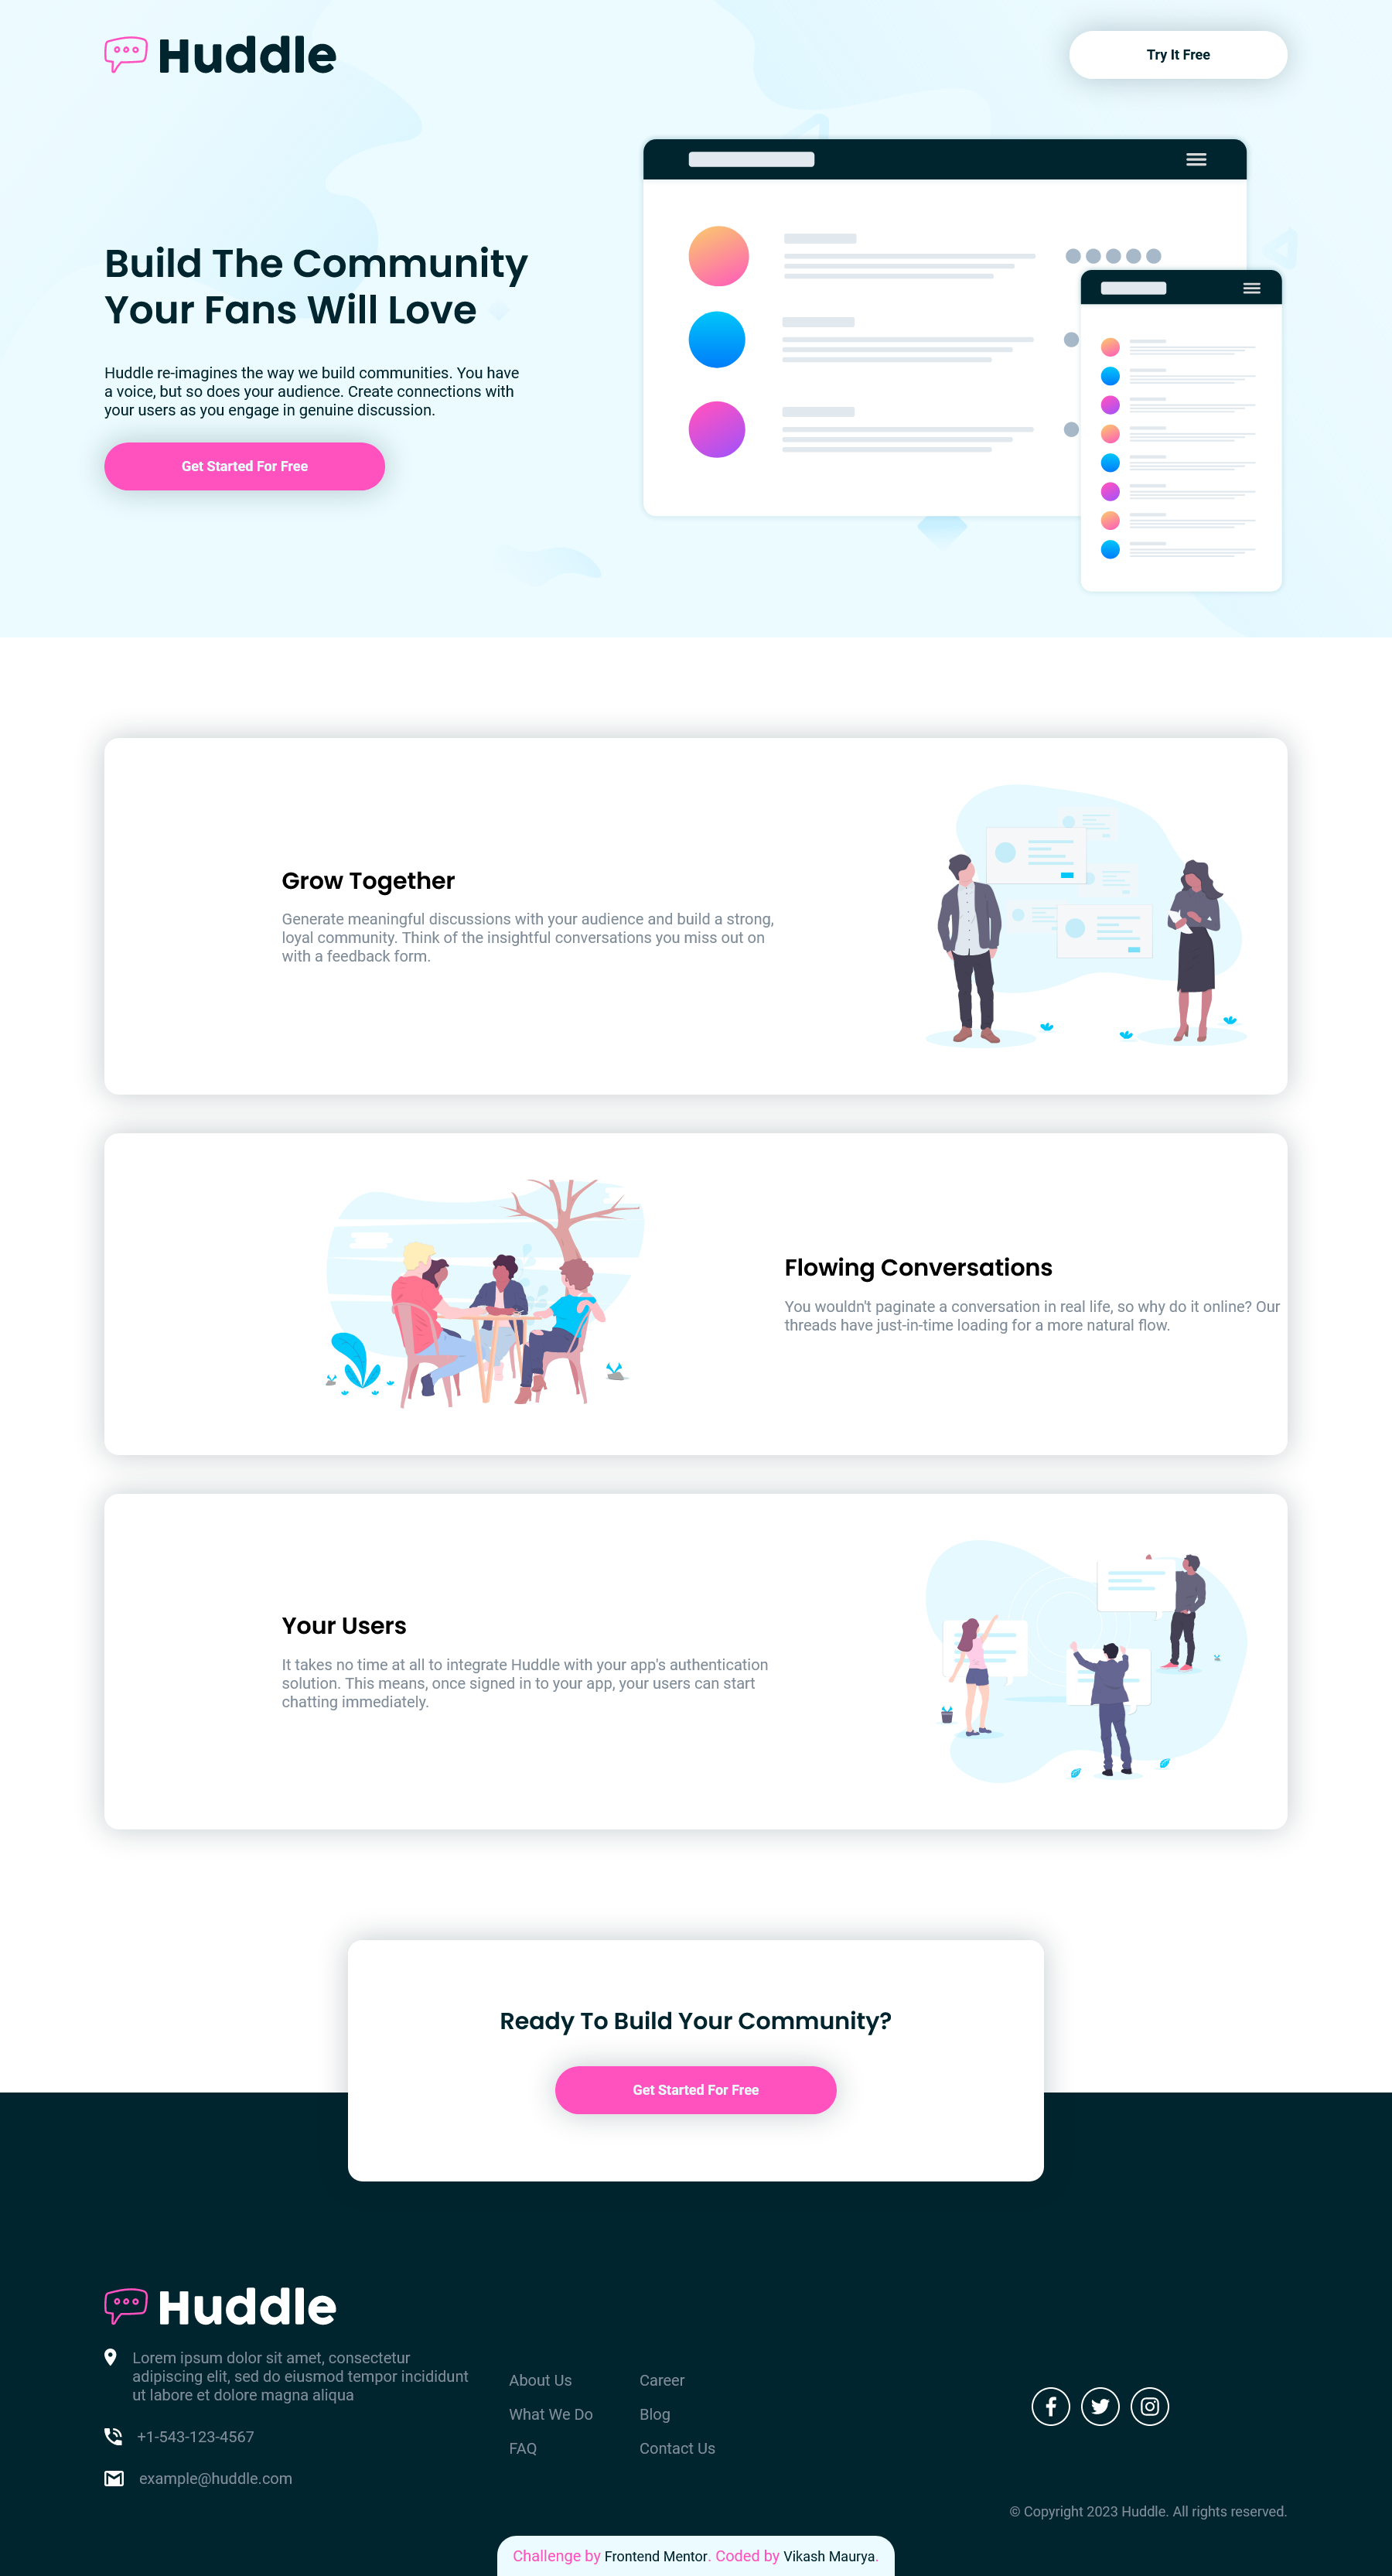 Huddle
Try It Free
Build The Community
Your Fans Will Love
Huddle re-imagines the way we build communities. You have
a voice, but so does your audience. Create connections with
your users as you engage in genuine discussion.
Get Started For Free
Grow Together
Generate meaningful discussions with your audience and build a strong,
loyal community. Think of the insightful conversations you miss out on
with a feedback form.
Flowing Conversations
You wouldn't paginate a conversation in real life, so why do it online? Our
threads have just-in-time loading for a more natural flow.
Your Users
It takes no time at all to integrate Huddle with your app's authentication
solution. This means, once signed in to your app, your users can start
chatting immediately.
Ready To Build Your Community?
Get Started For Free
Huddle
Lorem ipsum dolor sit amet, consectetur
adipiscing elit, sed do eiusmod tempor incididunt
ut labore et dolore magna aliqua
+1-543-123-4567
example@huddle.com
About Us
What We Do
FAQ
Career
Blog
Contact Us
© Copyright 2023 Huddle. All rights reserved.
Challenge by Frontend Mentor. Coded by Vikash Maurya.